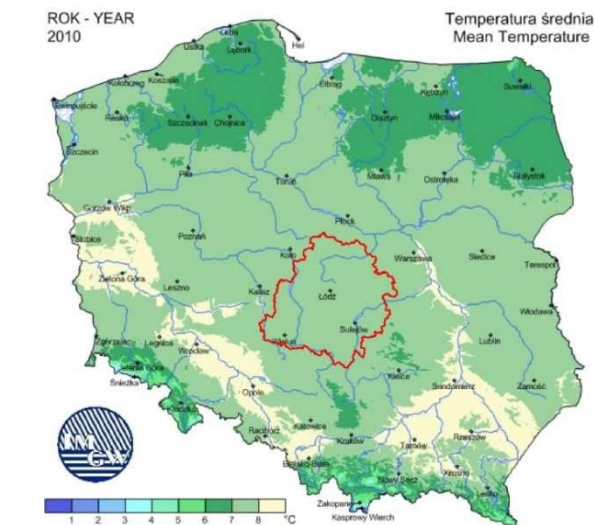 ROK - YEAR
2010
Temperatura średnia
Mean Temperature
Łeba
Ustka
Lębork
Hel
Kołobrzeg
Koszalin
Elbląg
Kętrzyn
Suwałki
Świnoujście
Resko
Szczecinek
Chojnice
Olsztyn
Mikołajki
Szczecin
Piła
Toruń
Mława
Ostrołęka
Białystok
Gorzów Wlkp
Płock
Słubice
Poznań
Koło
Warszawa
Siedlce
Terespol
Zielona Góra
Leszno
Kalisz
Łódź
Włodawa
Sulejów
Wieluń
Lublin
Zgorzelec
Legnica
Wrocław
Jelenia Góra
Śnieżka
Opole
Kielce
Sandomierz
Zamość
Kłodzko
Racibórz
Katowice
Kraków
Tarnów
Rzeszów
Bielsko-Biała
Nowy Sącz
Krosno
Lesko
Zakopane
Kasprowy Wierch
IM
GW
1 2 3 4 5 6 7 8 °C